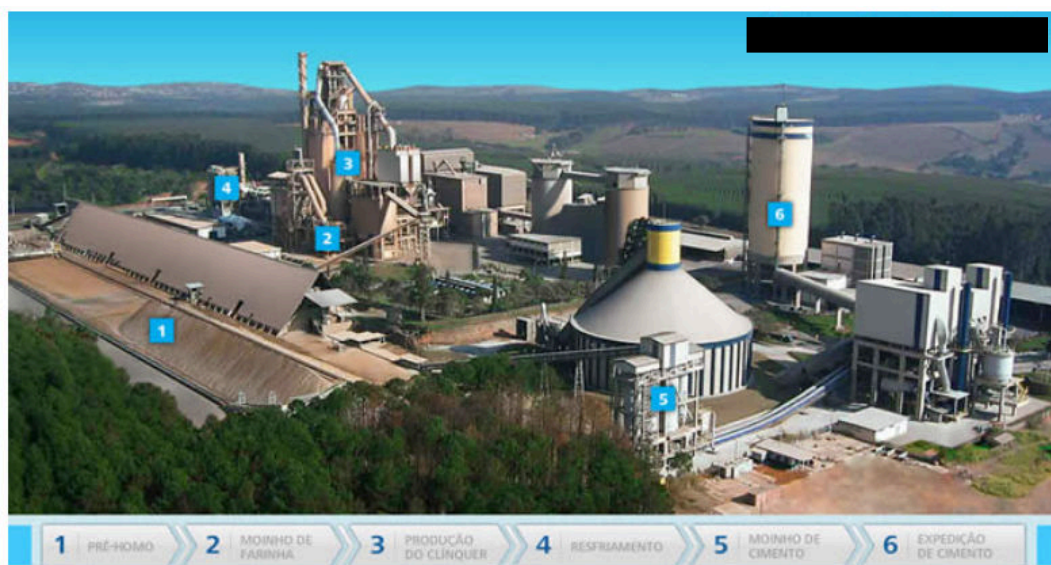 3
4
6
2
1
5
1 PRÉ-HOMO
2 MOINHO DE
FARINHA
3 PRODUÇÃO
DO CLÍNQUER
4 RESFRIAMENTO
5 MOINHO DE
CIMENTO
6 EXPEDIÇÃO
DE CIMENTO